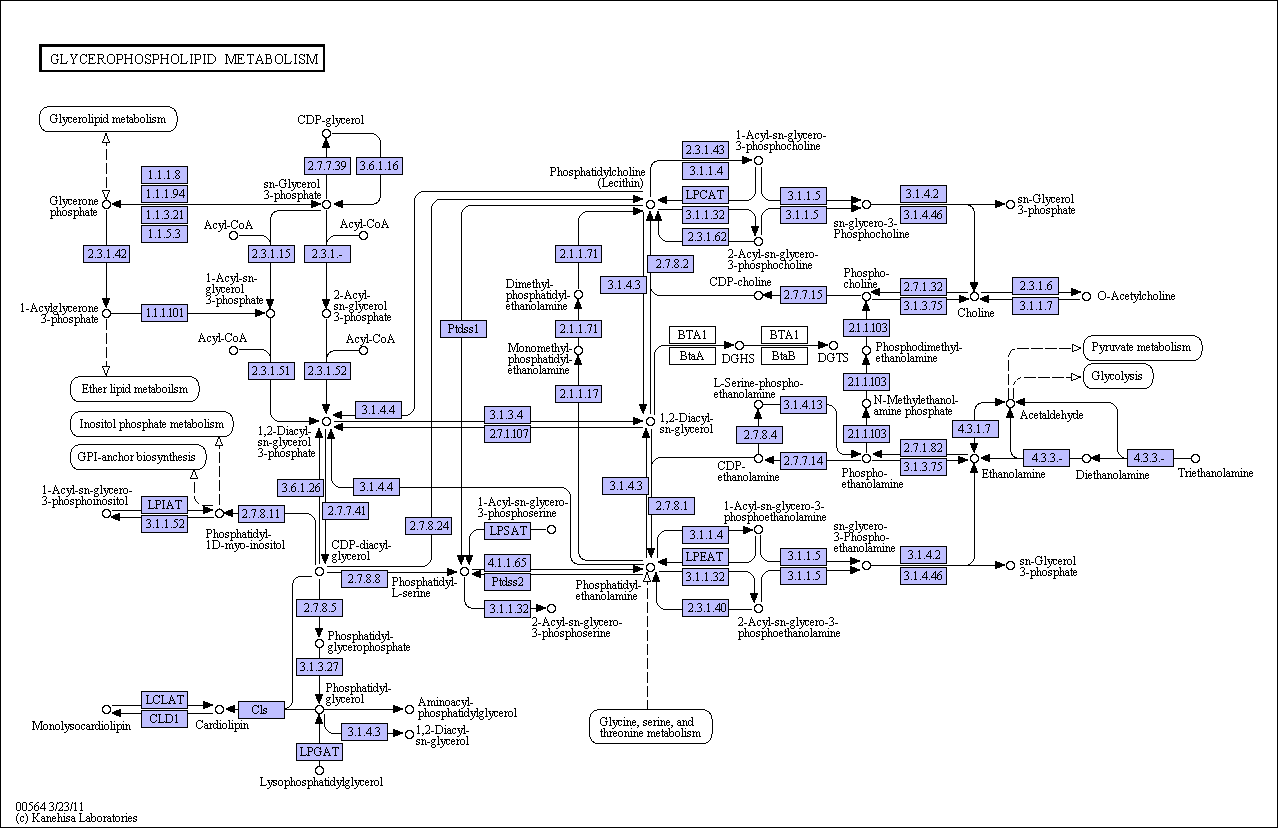 GLYCEROPHOSPHOLIPID METABOLISM
Glycerolipid metabolism
CDP-glycerol
2.7.7.39
3.6.1.16
1.1.1.8
1.1.1.94
1.1.3.21
1.1.5.3
Glycerone
phosphate
sn-Glycerol
3-phosphate
Acyl-CoA
Acyl-CoA
2.3.1.42
2.3.1.15
2.3.1.-
1-Acyl-sn-
glycerol
3-phosphate
2-Acyl-
sn-glycerol
3-phosphate
1-Acylglycerone
3-phosphate
1.1.1.101
Acyl-CoA
Acyl-CoA
2.3.1.51
2.3.1.52
Ether lipid metaboilsm
Inositol phosphate metabolism
GPI-anchor biosynthesis
1,2-Diacyl-
sn-glycerol
3-phosphate
3.1.4.4
3.1.3.4
2.7.1.107
1-Acyl-sn-glycero-
3-phosphoinositol
LPIAT
3.1.1.52
2.7.8.11
Phosphatidyl-
1D-myo-inositol
3.6.1.26
2.7.7.41
3.1.4.4
2.7.8.24
CDP-diacyl-
glycerol
2.7.8.8
Phosphatidyl-
L-serine
2.7.8.5
Phosphatidyl-
glycerophosphate
3.1.3.27
Phosphatidyl-
glycerol
LCLAT
CLD1
Cls
Monolysocardiolipin
Cardiolipin
Aminoacyl-
phosphatidylglycerol
3.1.4.3
1,2-Diacyl-
sn-glycerol
LPGAT
Lysophosphatidylglycerol
Phosphatidylcholine
(Lecithin)
2.3.1.43
3.1.1.4
LPCAT
3.1.1.32
2.3.1.62
1-Acyl-sn-glycero-
3-phosphocholine
2-Acyl-sn-glycero-
3-phosphocholine
3.1.1.5
3.1.1.5
sn-glycero-3-
Phosphocholine
3.1.4.2
3.1.4.46
sn-Glycerol
3-phosphate
2.1.1.71
2.7.8.2
3.1.4.3
Dimethyl-
phosphatidyl-
ethanolamine
CDP-choline
2.7.7.15
Phospho-
choline
2.7.1.32
3.1.3.75
Choline
2.3.1.6
3.1.1.7
O-Acetylcholine
Ptdss1
2.1.1.71
Monomethyl-
phosphatidyl-
ethanolamine
2.1.1.17
BTA1
BtaA
DGHS
BTA1
BtaB
DGTS
2.1.1.103
Phosphodimethyl-
ethanolamine
2.1.1.103
N-Methylethanol-
amine phosphate
2.1.1.103
Pyruvate metabolism
Glycolysis
Acetaldehyde
L-Serine-phospho-
ethanolamine
3.1.4.13
2.7.8.4
1,2-Diacyl-
sn-glycerol
CDP-
ethanolamine
2.7.7.14
Phospho-
ethanolamine
2.7.1.82
3.1.3.75
4.3.1.7
Ethanolamine
4.3.3.-
Diethanolamine
4.3.3.-
Triethanolamine
3.1.4.3
2.7.8.1
1-Acyl-sn-glycero-
3-phosphoserine
LPSAT
4.1.1.65
Ptdss2
3.1.1.32
2-Acyl-sn-glycero-
3-phosphoserine
Phosphatidyl-
ethanolamine
1-Acyl-sn-glycero-3-
phosphoethanolamine
3.1.1.4
LPEAT
3.1.1.32
2.3.1.40
2-Acyl-sn-glycero-3-
phosphoethanolamine
3.1.1.5
3.1.1.5
sn-glycero-
3-Phospho-
ethanolamine
3.1.4.2
3.1.4.46
sn-Glycerol
3-phosphate
Glycine, serine, and
threonine metabolism
00564 3/23/11
(c) Kanehisa Laboratories